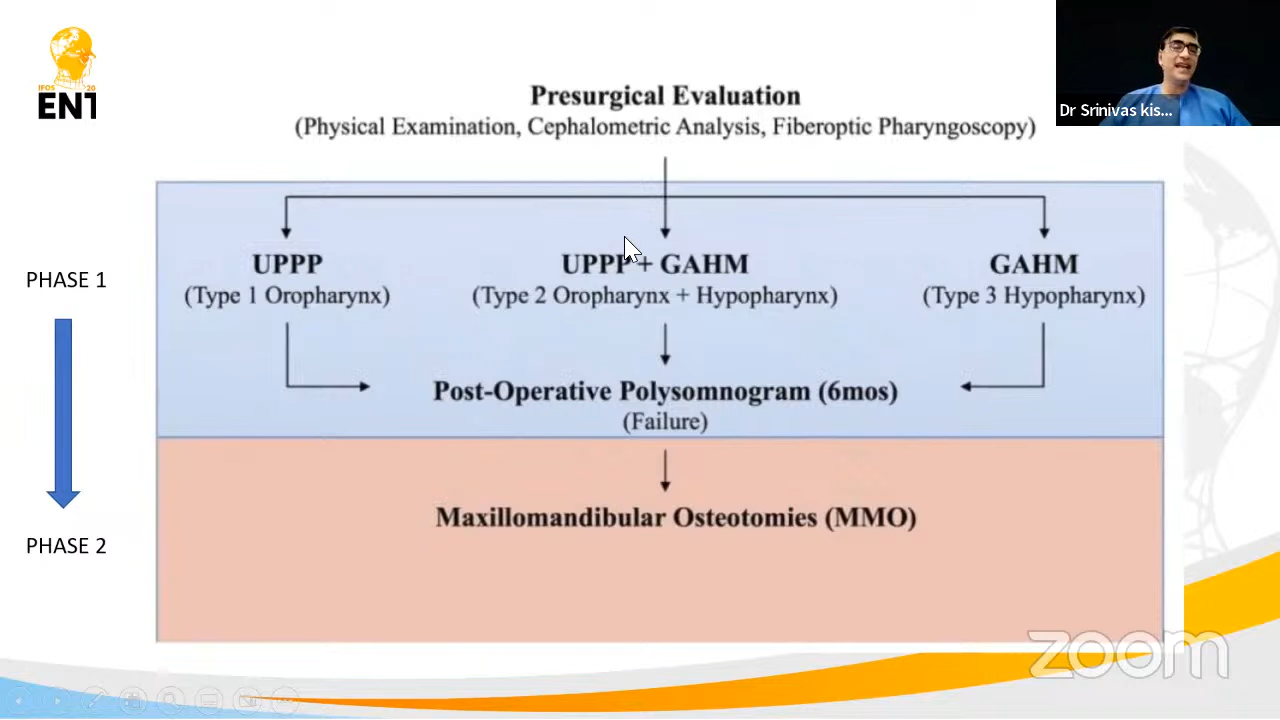 IFOS 20
ENT
Dr Srinivas kis...
Presurgical Evaluation
(Physical Examination, Cephalometric Analysis, Fiberoptic Pharyngoscopy)
PHASE 1
UPPP
(Type 1 Oropharynx)
UPPP + GAHM
(Type 2 Oropharynx + Hypopharynx)
GAHM
(Type 3 Hypopharynx)
Post-Operative Polysomnogram (6mos)
(Failure)
Maxillomandibular Osteotomies (MMO)
PHASE 2
zoom